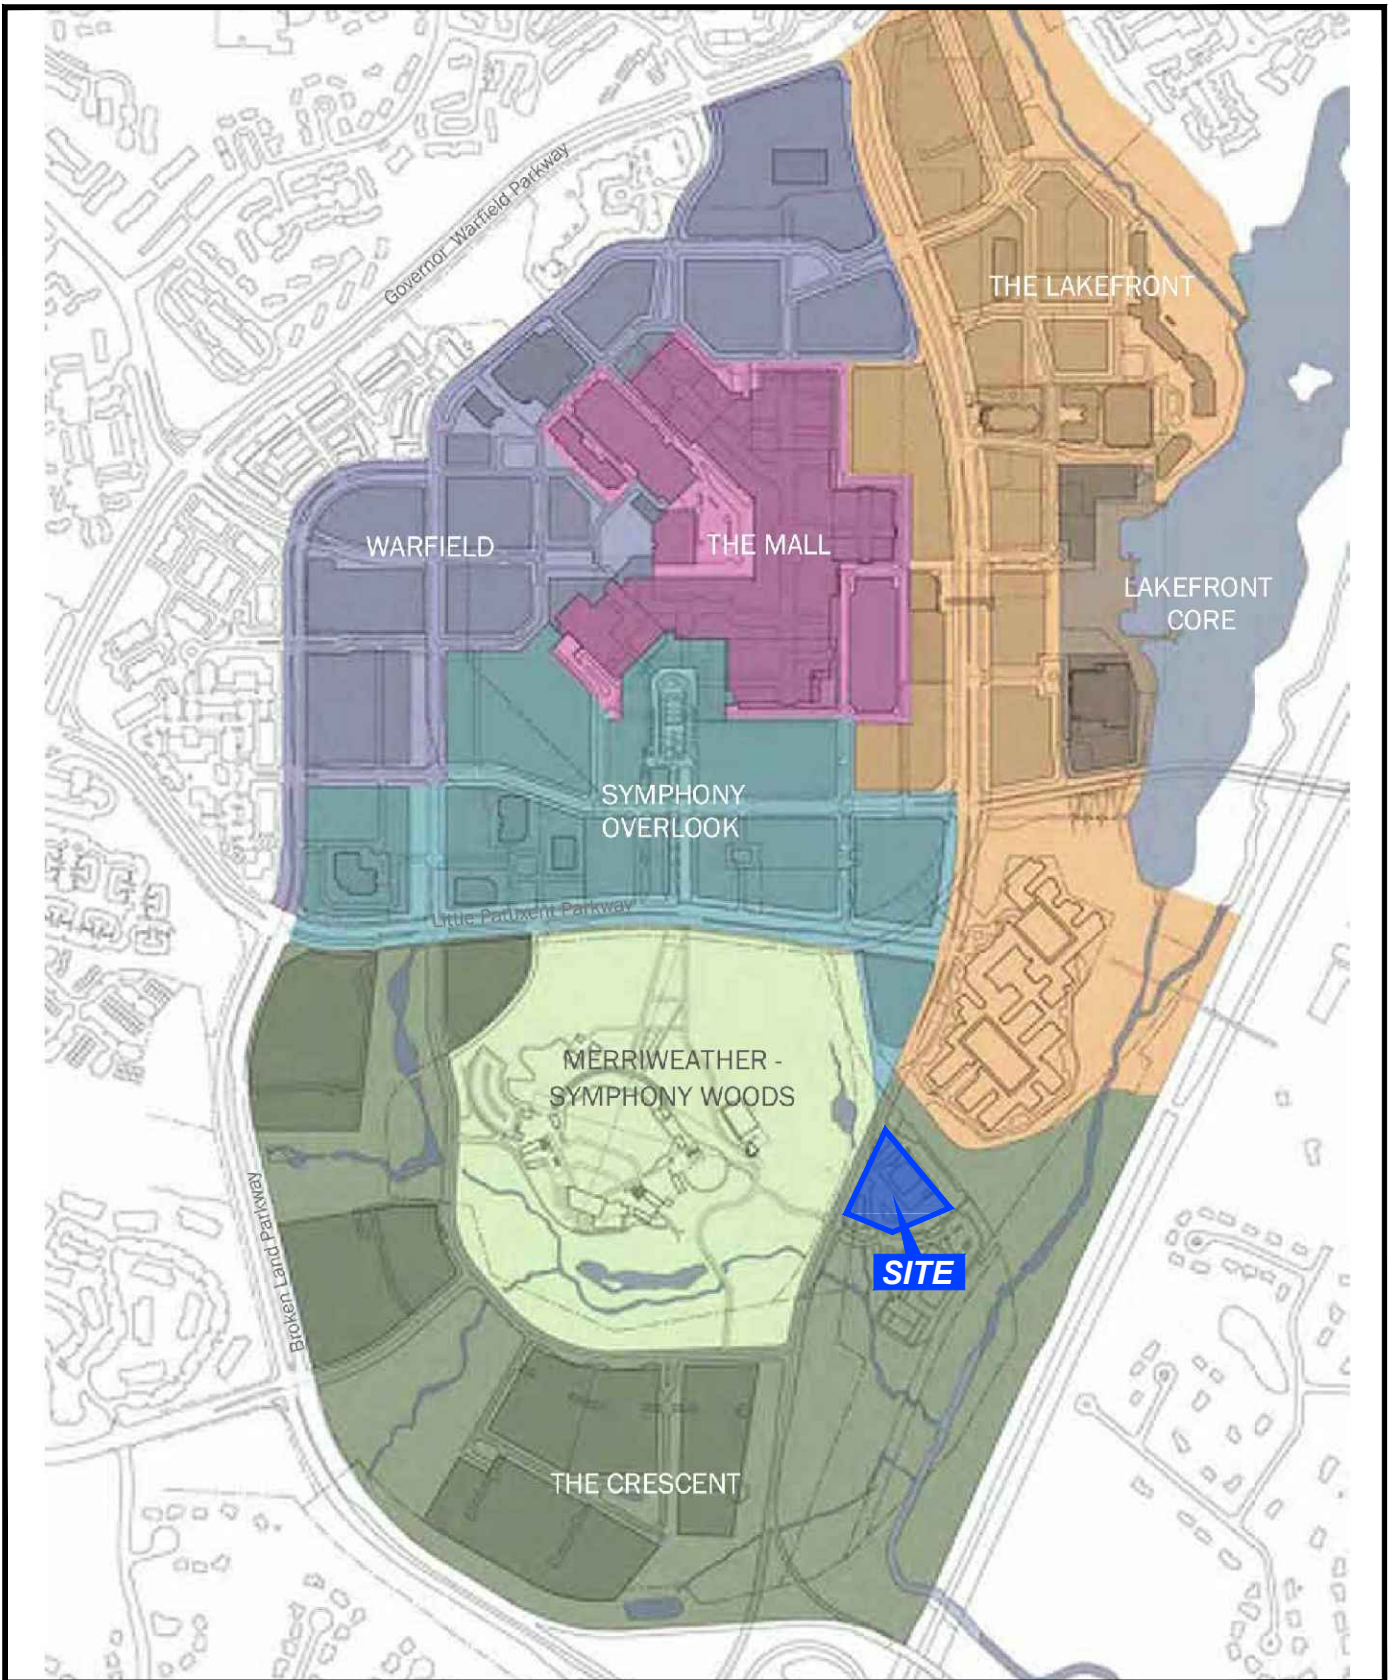 Governor Warfield Parkway
THE LAKEFRONT
WARFIELD
THE MALL
LAKEFRONT
CORE
SYMPHONY
OVERLOOK
Little Patuxent Parkway
MERRIWEATHER -
SYMPHONY WOODS
Broken Land Parkway
SITE
THE CRESCENT